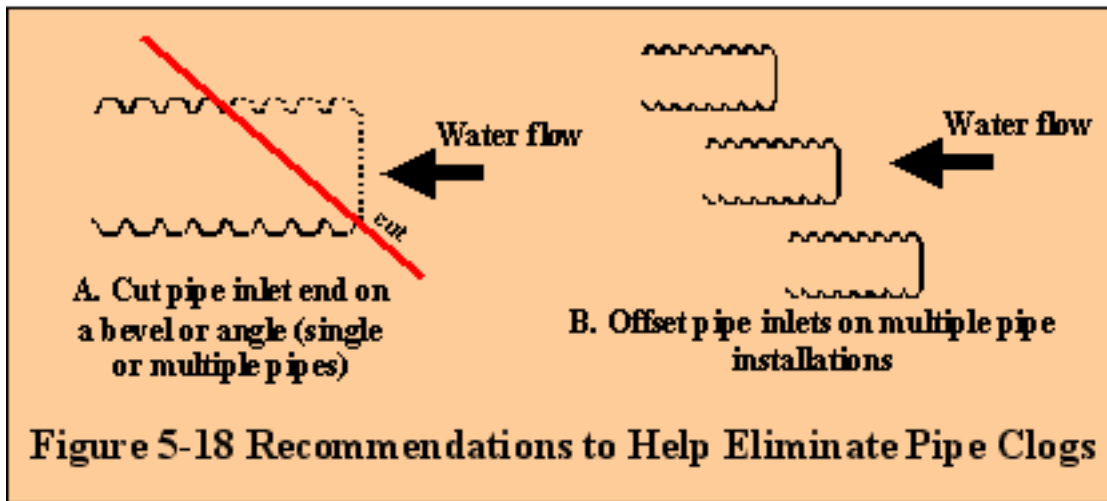 Water flow
cut
A. Cut pipe inlet end on
a bevel or angle (single
or multiple pipes)
Water flow
B. Offset pipe inlets on multiple pipe
installations
Figure 5-18 Recommendations to Help Eliminate Pipe Clogs